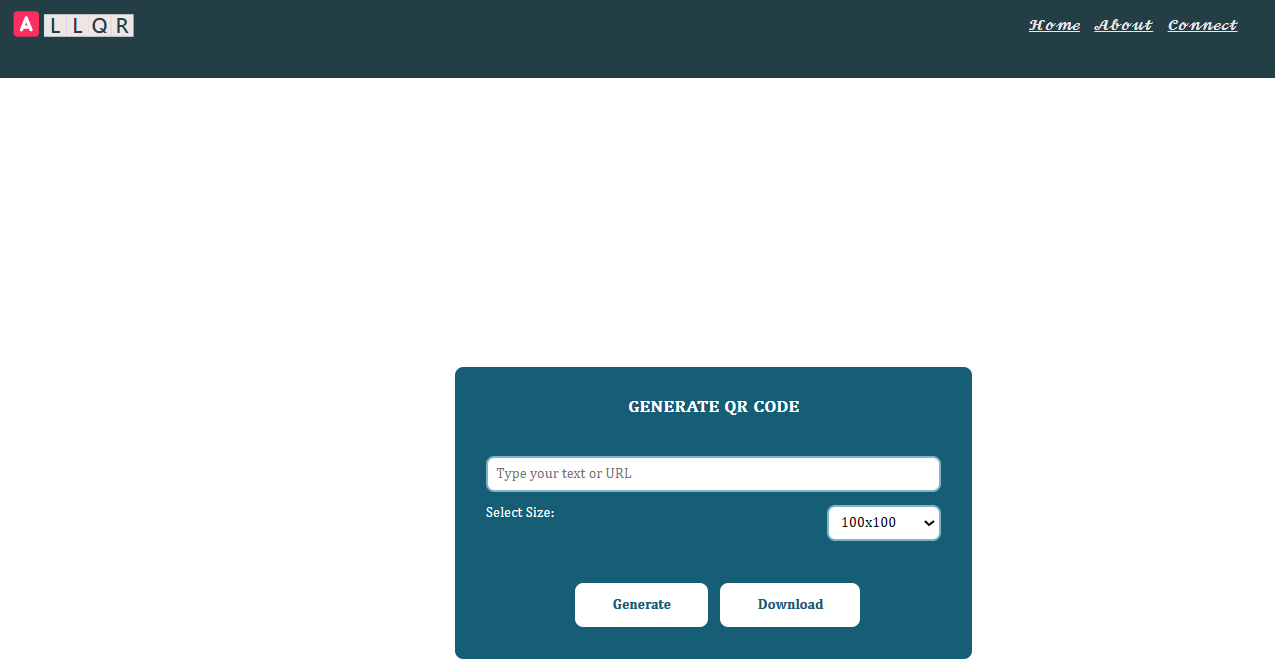 A L L Q R
Home About Connect
GENERATE QR CODE
Type your text or URL
Select Size:
100x100
Generate Download